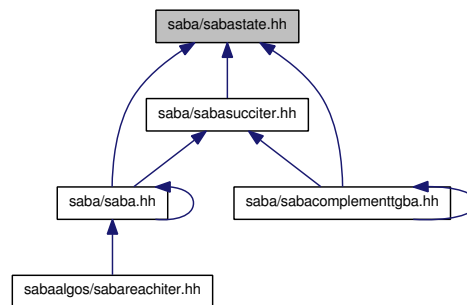 saba/sabastate.hh
saba/sabasucciter.hh
saba/saba.hh
saba/sabacomplementtgba.hh
sabaalgos/sabareachiter.hh